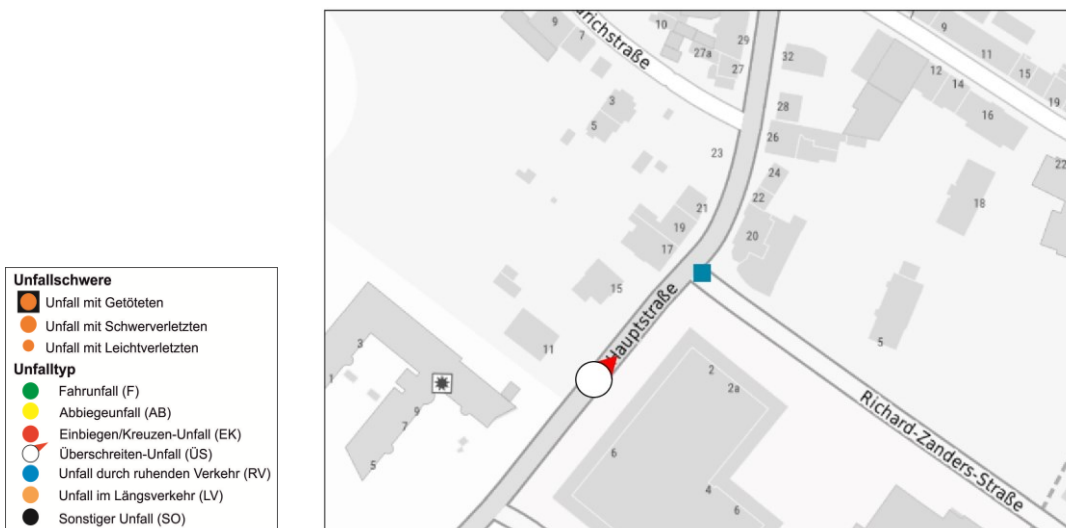 Unfallschwere
Unfall mit Getöteten
Unfall mit Schwerverletzten
Unfall mit Leichtverletzten
Unfalltyp
Fahrunfall (F)
Abbiegeunfall (AB)
Einbiegen/Kreuzen-Unfall (EK)
Überschreiten-Unfall (ÜS)
Unfall durch ruhenden Verkehr (RV)
Unfall im Längsverkehr (LV)
Sonstiger Unfall (SO)
richstraße
9
7
10
27a
29
27
32
9
11
15
19
12
14
16
3
5
28
26
23
22
24
22
18
21
19
17
20
15
Hauptstraße
11
5
3
1
9
7
5
2
2a
6
4
6
Richard-Zanders-Straße